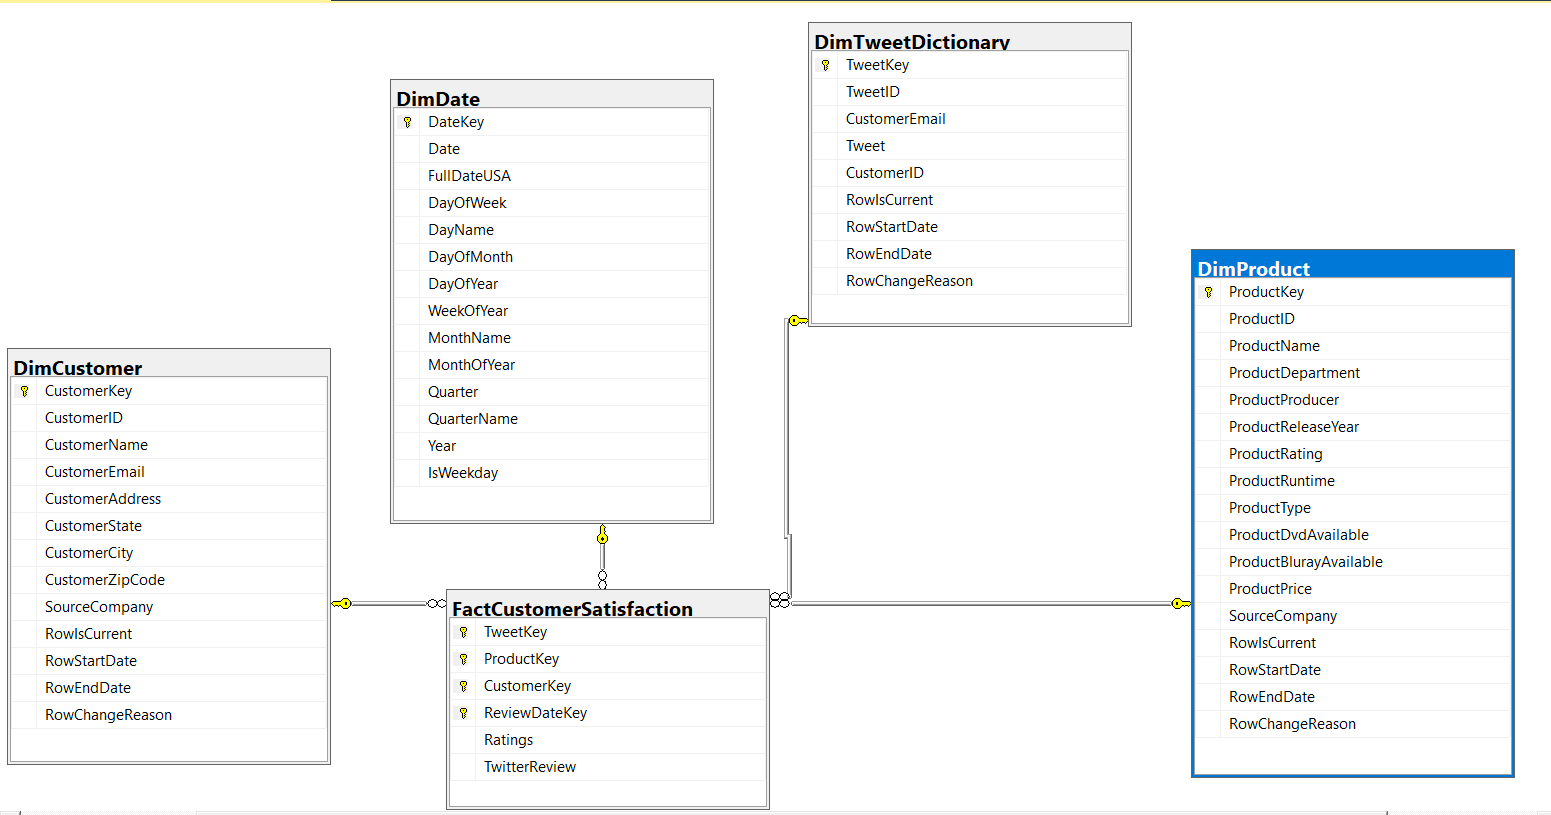 DimTweetDictionary
TweetKey
TweetID
CustomerEmail
Tweet
CustomerID
RowIsCurrent
RowStartDate
RowEndDate
RowChangeReason
DimDate
DateKey
Date
FullDateUSA
DayOfWeek
DayName
DayOfMonth
DayOfYear
WeekOfYear
MonthName
MonthOfYear
Quarter
QuarterName
Year
IsWeekday
DimProduct
ProductKey
ProductID
ProductName
ProductDepartment
ProductProducer
ProductReleaseYear
ProductRating
ProductRuntime
ProductType
ProductDvdAvailable
ProductBlurayAvailable
ProductPrice
SourceCompany
RowIsCurrent
RowStartDate
RowEndDate
RowChangeReason
DimCustomer
CustomerKey
CustomerID
CustomerName
CustomerEmail
CustomerAddress
CustomerState
CustomerCity
CustomerZipCode
SourceCompany
RowIsCurrent
RowStartDate
RowEndDate
RowChangeReason
FactCustomerSatisfaction
TweetKey
ProductKey
CustomerKey
ReviewDateKey
Ratings
TwitterReview